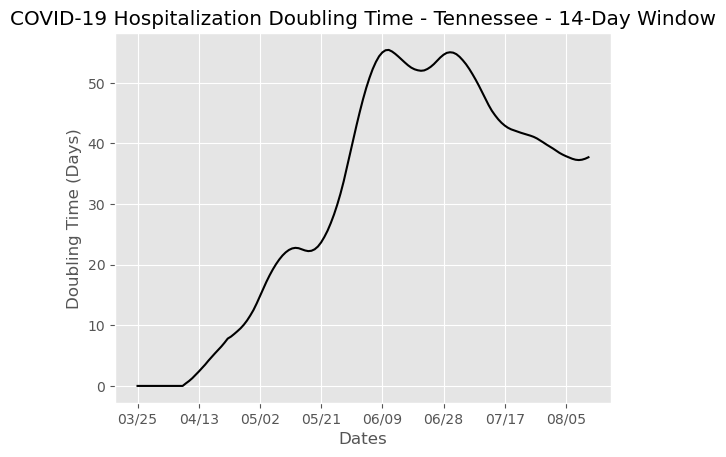 COVID-19 Hospitalization Doubling Time - Tennessee - 14-Day Window
Doubling Time (Days)
50
40
30
20
10
0
03/25 04/13 05/02 05/21 06/09 06/28 07/17 08/05
Dates